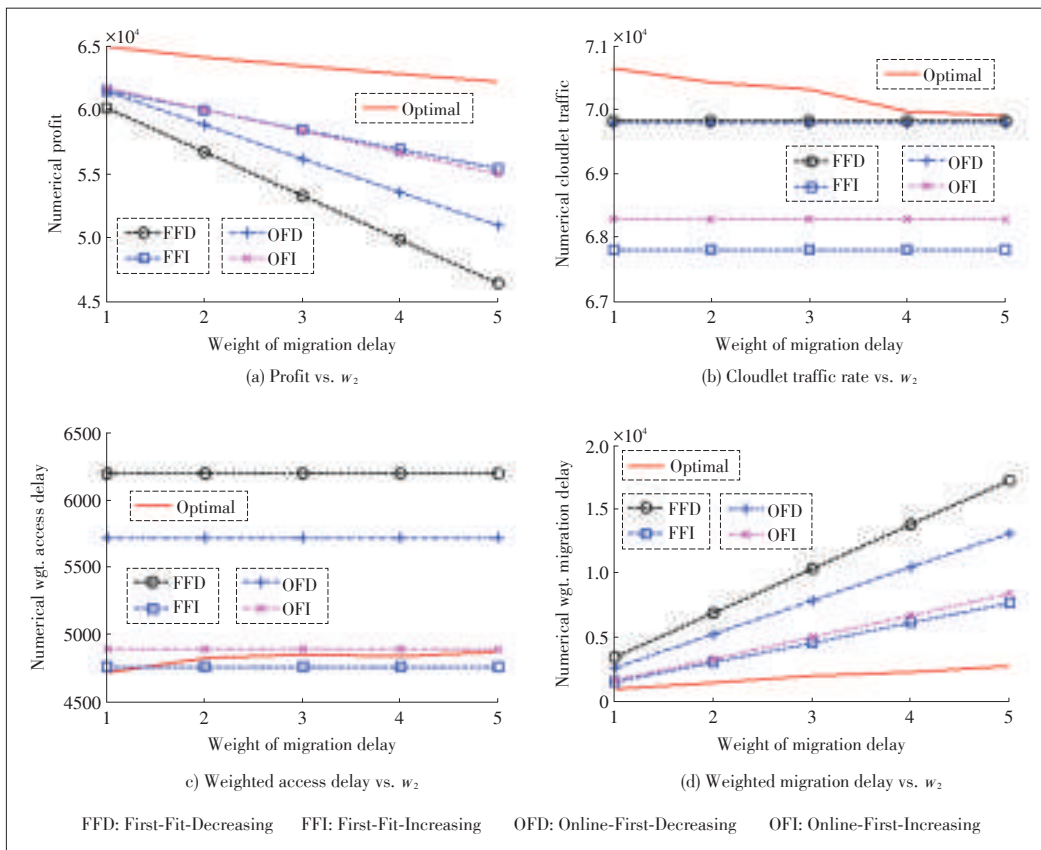 ×10⁴
6.5
6.0
5.5
5.0
4.5
Numerical profit
Optimal
FFD
FFI
OFD
OFI
1 2 3 4 5
Weight of migration delay
(a) Profit vs. w₂
×10⁴
7.1
7.0
6.9
6.8
6.7
Numerical cloudlet traffic
Optimal
FFD
FFI
OFD
OFI
1 2 3 4 5
Weight of migration delay
(b) Cloudlet traffic rate vs. w₂
6500
6000
5500
5000
4500
Numerical wgt. access delay
Optimal
FFD
FFI
OFD
OFI
1 2 3 4 5
Weight of migration delay
c) Weighted access delay vs. w₂
×10⁴
2.0
1.5
1.0
0.5
0
Numerical wgt. migration delay
Optimal
FFD
FFI
OFD
OFI
1 2 3 4 5
Weight of migration delay
(d) Weighted migration delay vs. w₂
FFD: First-Fit-Decreasing FFI: First-Fit-Increasing OFD: Online-First-Decreasing OFI: Online-First-Increasing